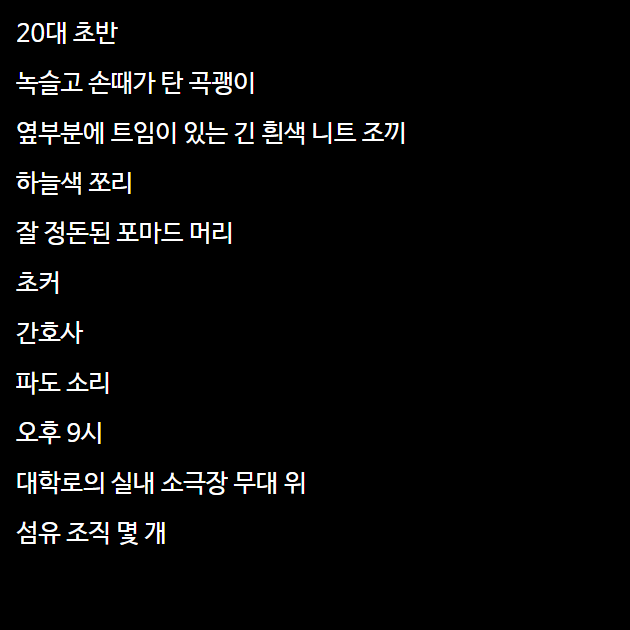 20대 초반
녹슬고 손때가 탄 곡괭이
옆부분에 트임이 있는 긴 흰색 니트 조끼
하늘색 쪼리
잘 정돈된 포마드 머리
초커
간호사
파도 소리
오후 9시
대학로의 실내 소극장 무대 위
섬유 조직 몇 개